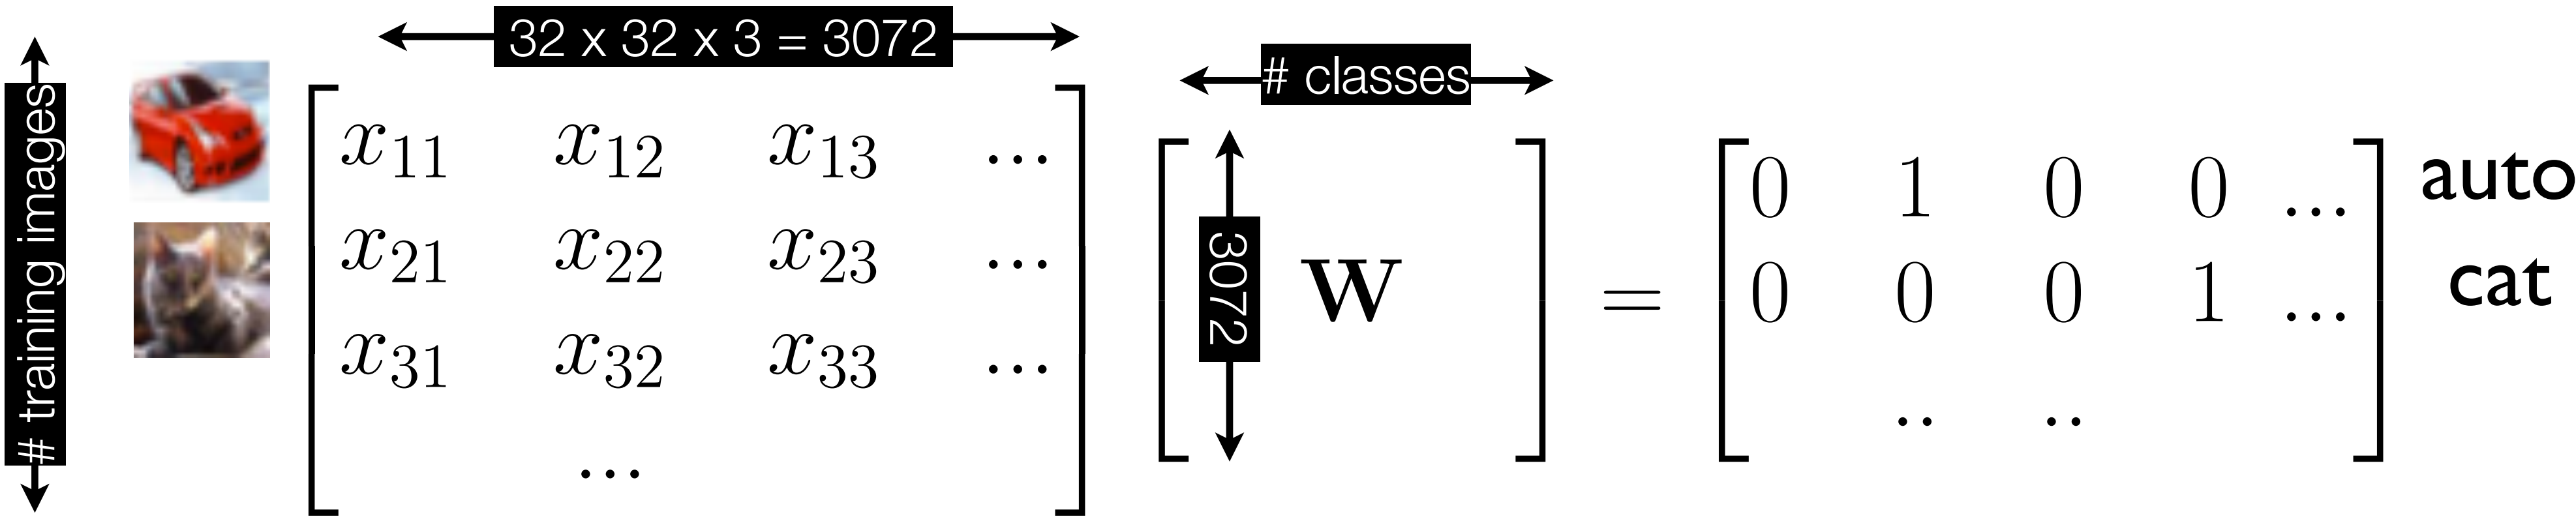 32 x 32 x 3 = 3072
# classes
# training images
x11 x12 x13 ...
x21 x22 x23 ...
x31 x32 x33 ...
...
3072
W
=
0 1 0 0 ... auto
0 0 0 1 ... cat
.. ..